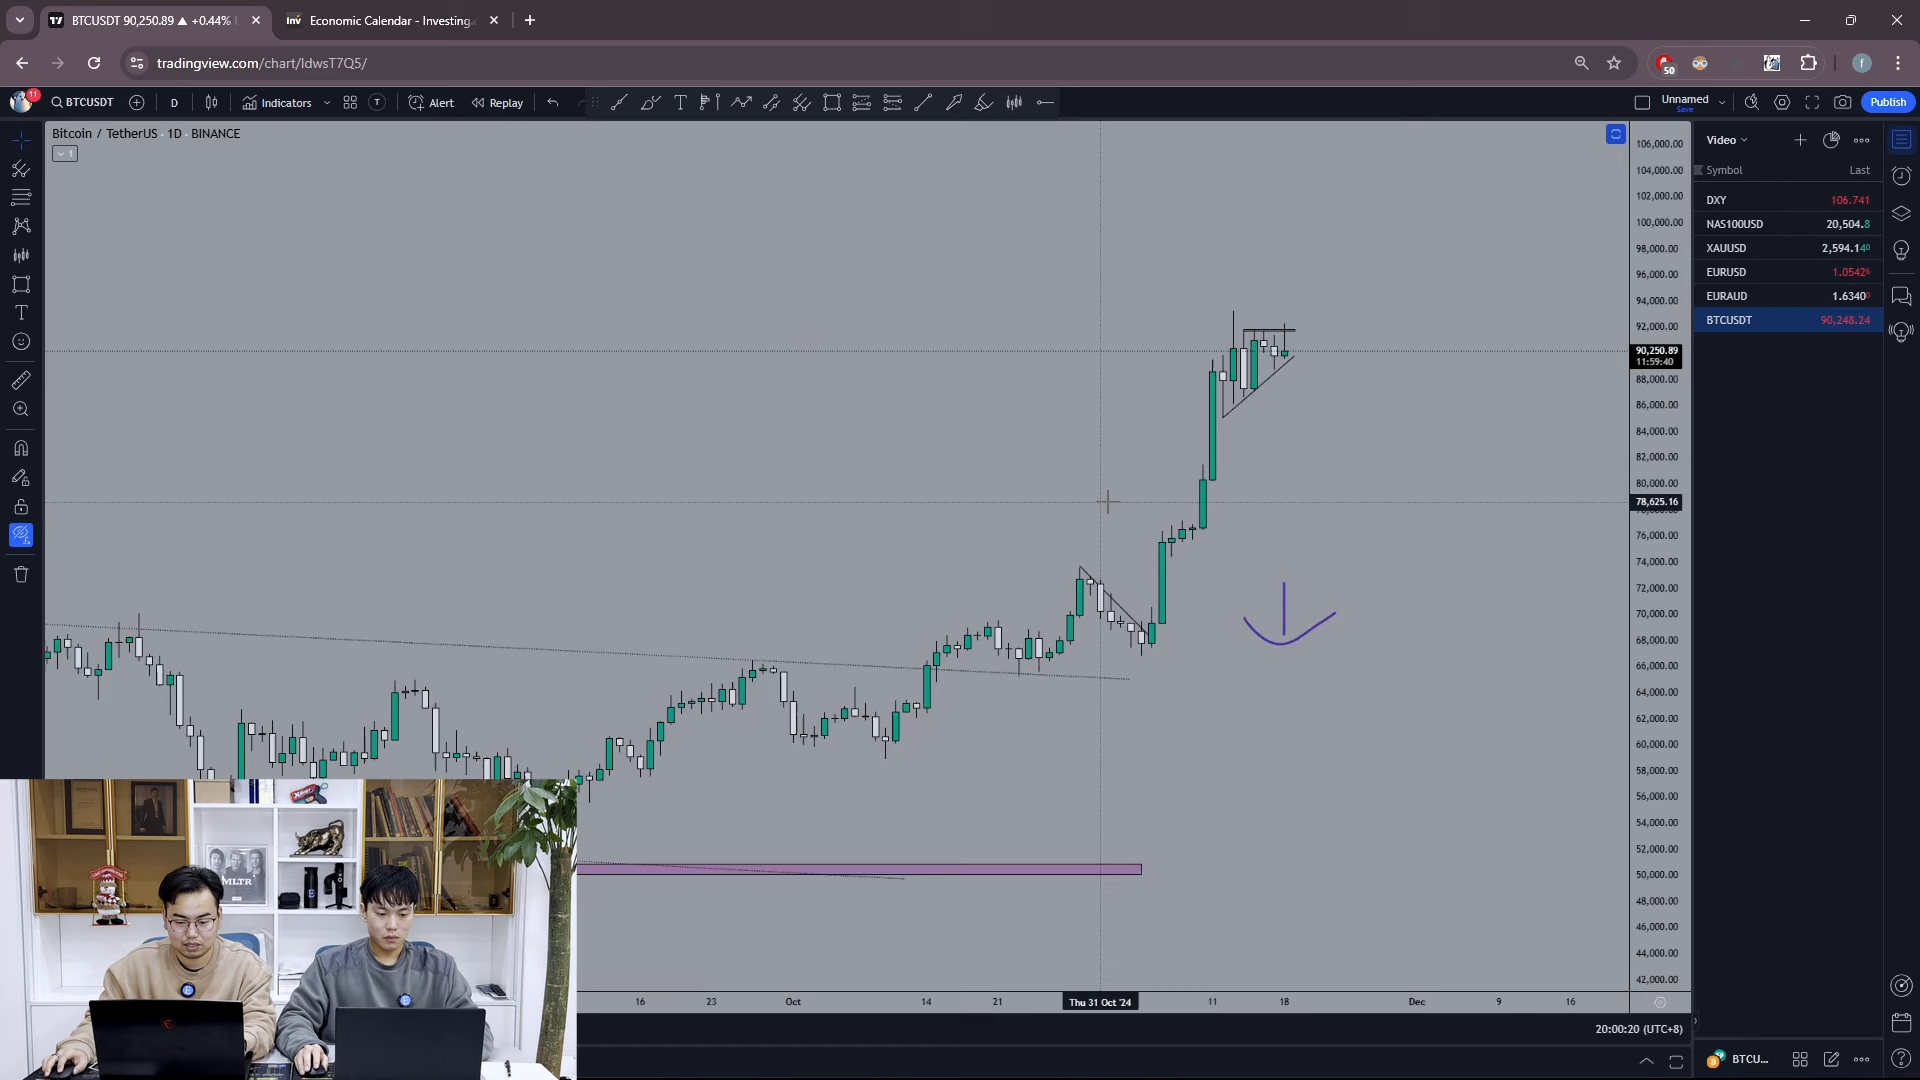 BTCUSDT 90,250.89 ▲ +0.44%
Economic Calendar - Investing.
tradingview.com/chart/IdwsT7Q5/
50
f
11
BTCUSDT
D
Indicators
Alert
Replay
Unnamed
Save
Publish
Bitcoin / TetherUS · 1D · BINANCE
1
106,000.00
104,000.00
102,000.00
100,000.00
98,000.00
96,000.00
94,000.00
92,000.00
90,250.89
11:59:40
88,000.00
86,000.00
84,000.00
82,000.00
80,000.00
78,625.16
76,000.00
74,000.00
72,000.00
70,000.00
68,000.00
66,000.00
64,000.00
62,000.00
60,000.00
58,000.00
56,000.00
54,000.00
52,000.00
50,000.00
48,000.00
46,000.00
44,000.00
42,000.00
Video
Symbol Last
DXY 106.741
NAS100USD 20,504.8
XAUUSD 2,594.140
EURUSD 1.05426
EURAUD 1.63400
BTCUSDT 90,248.24
MLTR
16 23 Oct 14 21 Thu 31 Oct '24 11 18 Dec 9 16
20:00:20 (UTC+8)
BTCU...